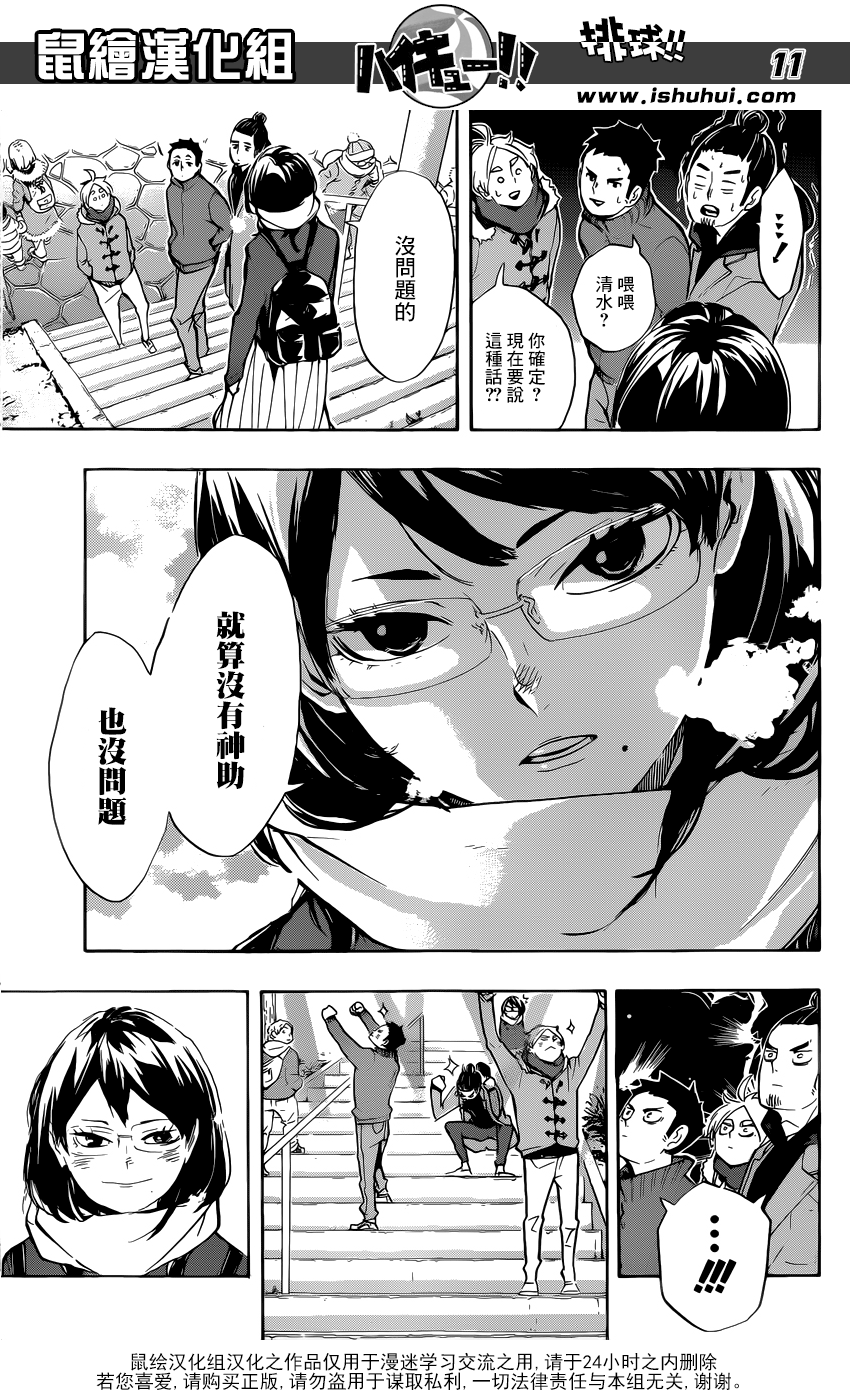 鼠繪漢化組
ハイキュー!!
排球!!
11
www.ishuhui.com
…!
喂喂
清水?
你確定?
現在要說
這種話??
沒問題的
就算沒有神助
也沒問題
…!!!
鼠绘汉化组汉化之作品仅用于漫迷学习交流之用,请于24小时之内删除
若您喜爱,请购买正版,请勿盗用于谋取私利,一切法律责任与本组无关,谢谢。